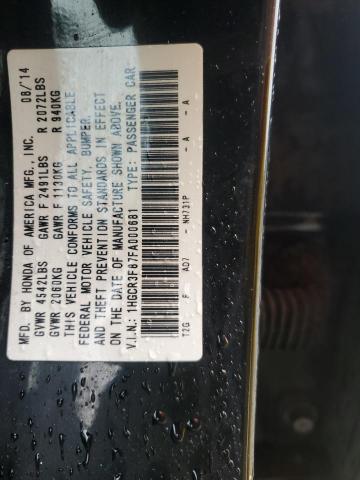 MFD. BY HONDA OF AMERICA MFG., INC. 08/14
GVWR 4542LBS GAWR F 2491LBS R 2072LBS
GVWR 2060KG GAWR F 1130KG R 940KG
THIS VEHICLE CONFORMS TO ALL APPLICABLE
FEDERAL MOTOR VEHICLE SAFETY, BUMPER,
AND THEFT PREVENTION STANDARDS IN EFFECT
ON THE DATE OF MANUFACTURE SHOWN ABOVE.
V.I.N.: 1HGCR3F87FA000681 TYPE: PASSENGER CAR
T2G F AD7 NH731P - A - A